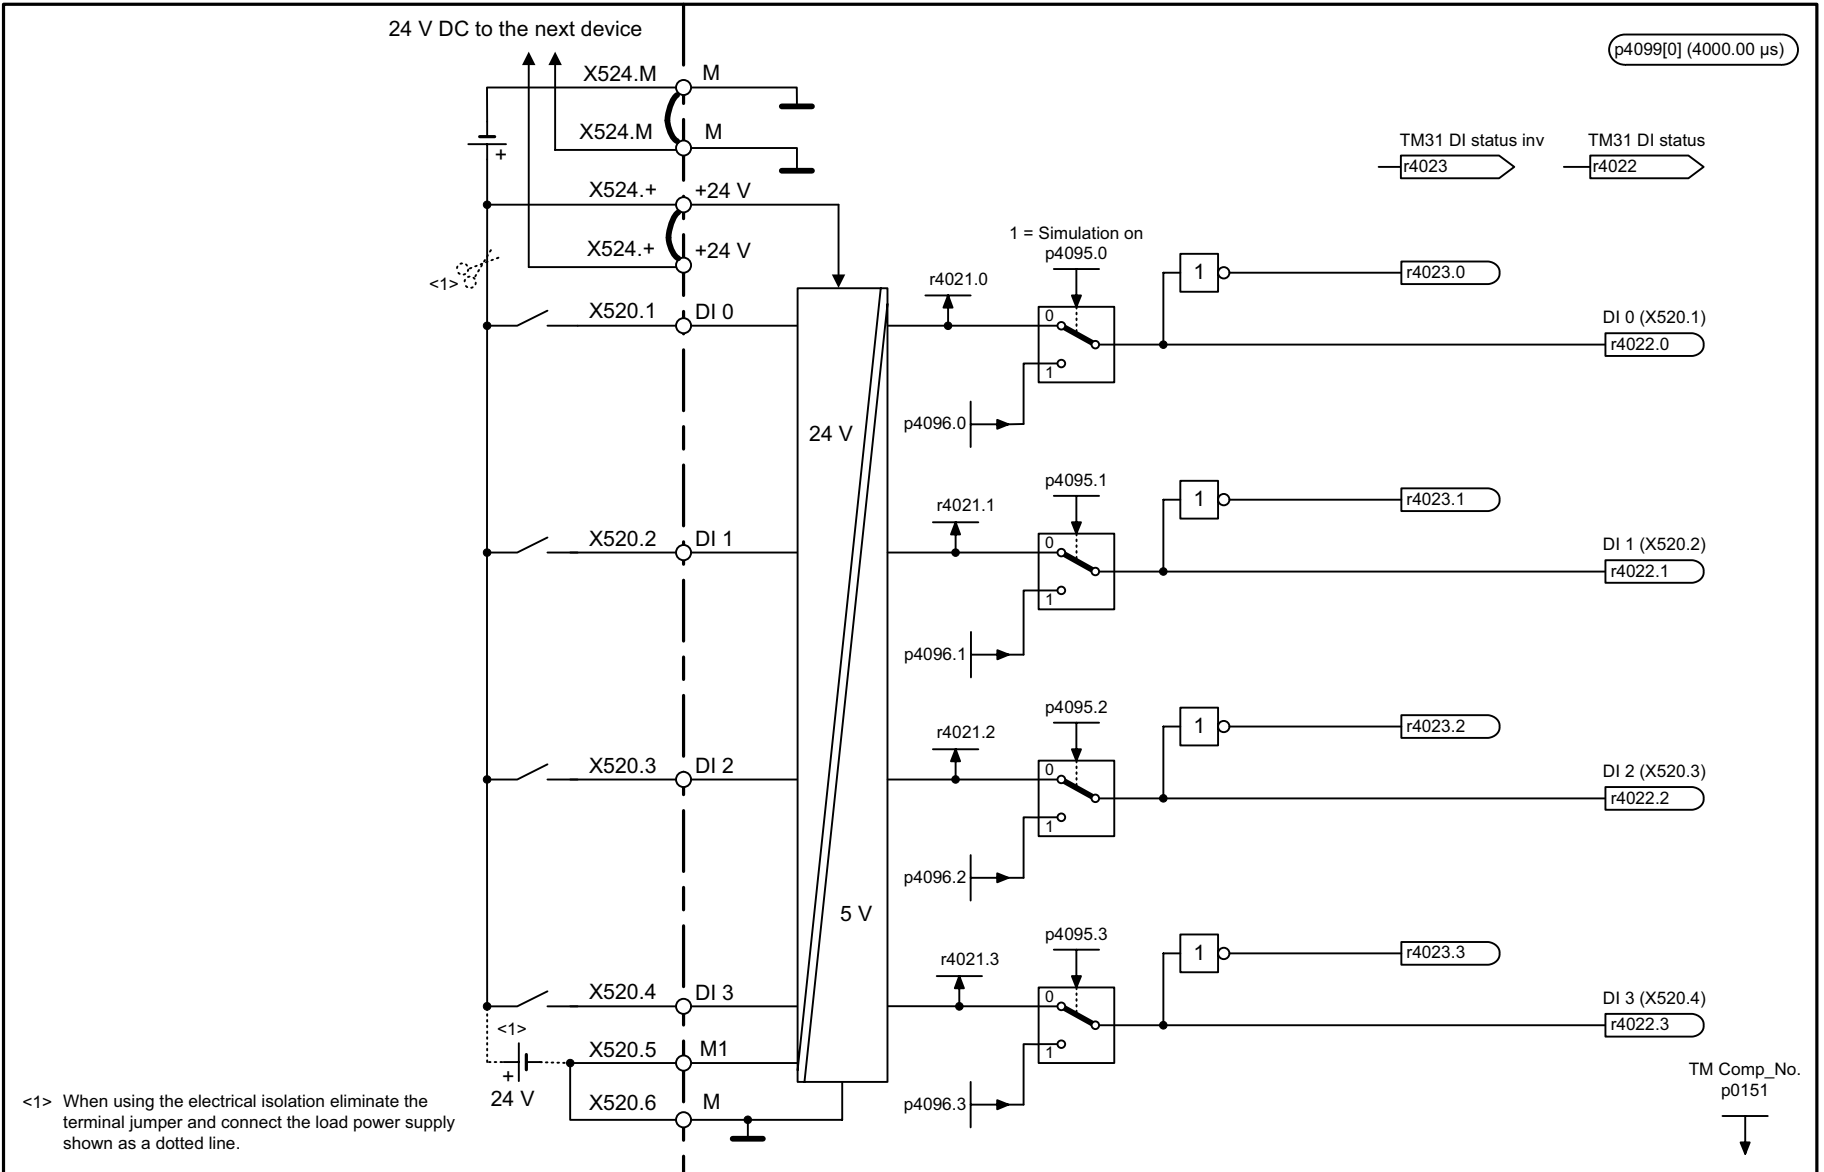 24 V DC to the next device
p4099[0] (4000.00 µs)
X524.M M
X524.M M
+
TM31 DI status inv
r4023
TM31 DI status
r4022
X524.+ +24 V
X524.+ +24 V
<1>
1 = Simulation on
p4095.0
r4021.0
X520.1 DI 0
0
1
1
r4023.0
DI 0 (X520.1)
r4022.0
p4096.0
24 V
p4095.1
r4021.1
X520.2 DI 1
0
1
1
r4023.1
DI 1 (X520.2)
r4022.1
p4096.1
p4095.2
r4021.2
X520.3 DI 2
0
1
1
r4023.2
DI 2 (X520.3)
r4022.2
p4096.2
5 V
p4095.3
r4021.3
X520.4 DI 3
0
1
1
r4023.3
DI 3 (X520.4)
r4022.3
p4096.3
<1>
+
24 V
X520.5 M1
X520.6 M
TM Comp_No.
p0151
<1> When using the electrical isolation eliminate the
terminal jumper and connect the load power supply
shown as a dotted line.